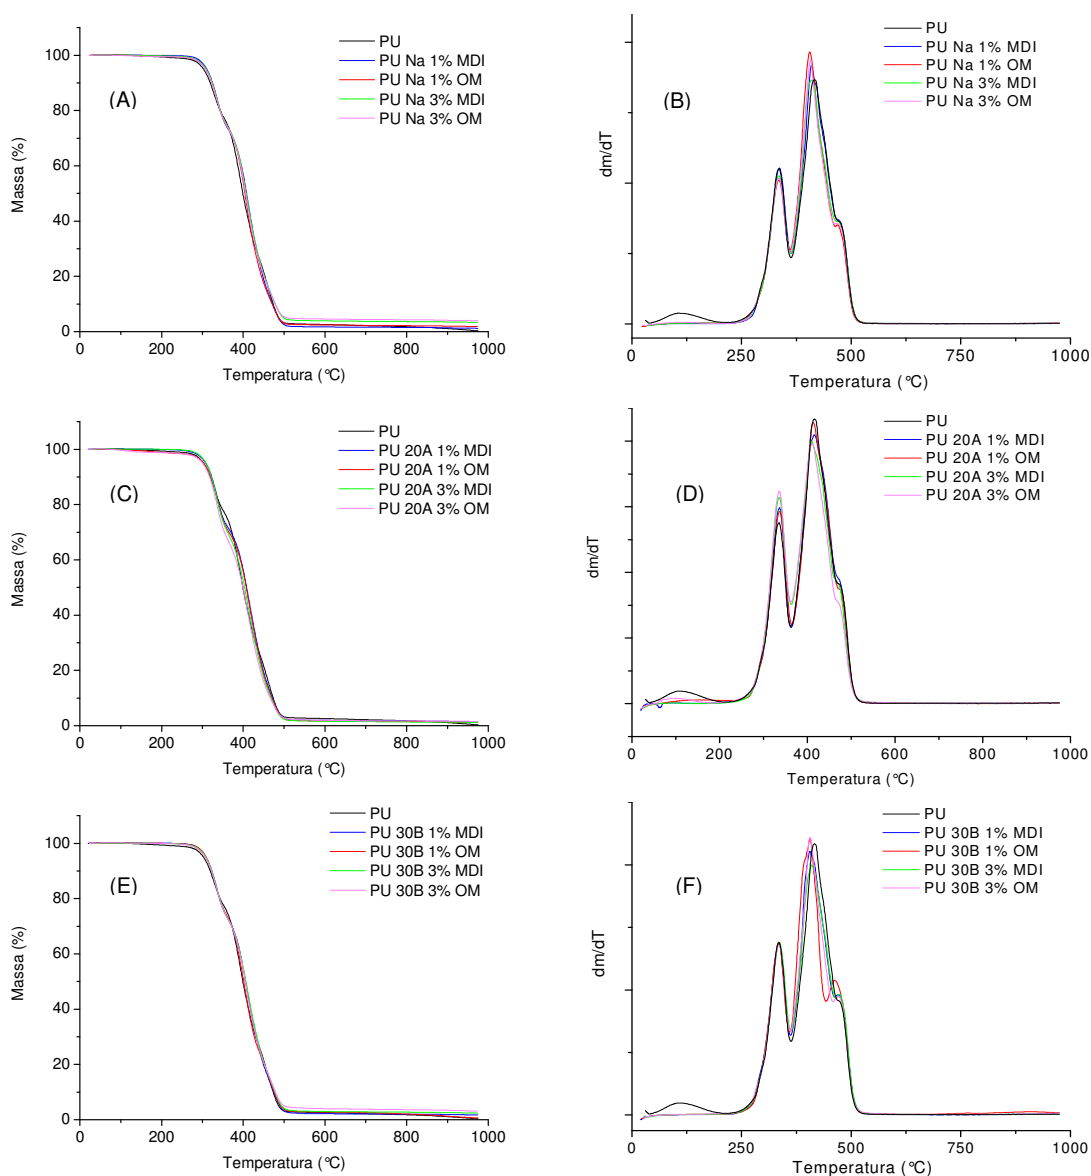 (A)
PU
PU Na 1% MDI
PU Na 1% OM
PU Na 3% MDI
PU Na 3% OM
Massa (%)
100
80
60
40
20
0
0 200 400 600 800 1000
Temperatura (°C)
(B)
PU
PU Na 1% MDI
PU Na 1% OM
PU Na 3% MDI
PU Na 3% OM
dm/dT
0 250 500 750 1000
Temperatura (°C)
(C)
PU
PU 20A 1% MDI
PU 20A 1% OM
PU 20A 3% MDI
PU 20A 3% OM
Massa (%)
100
80
60
40
20
0
0 200 400 600 800 1000
Temperatura (°C)
(D)
PU
PU 20A 1% MDI
PU 20A 1% OM
PU 20A 3% MDI
PU 20A 3% OM
dm/dT
0 200 400 600 800 1000
Temperatura (°C)
(E)
PU
PU 30B 1% MDI
PU 30B 1% OM
PU 30B 3% MDI
PU 30B 3% OM
Massa (%)
100
80
60
40
20
0
0 200 400 600 800 1000
Temperatura (°C)
(F)
PU
PU 30B 1% MDI
PU 30B 1% OM
PU 30B 3% MDI
PU 30B 3% OM
dm/dT
0 250 500 750 1000
Temperatura (°C)